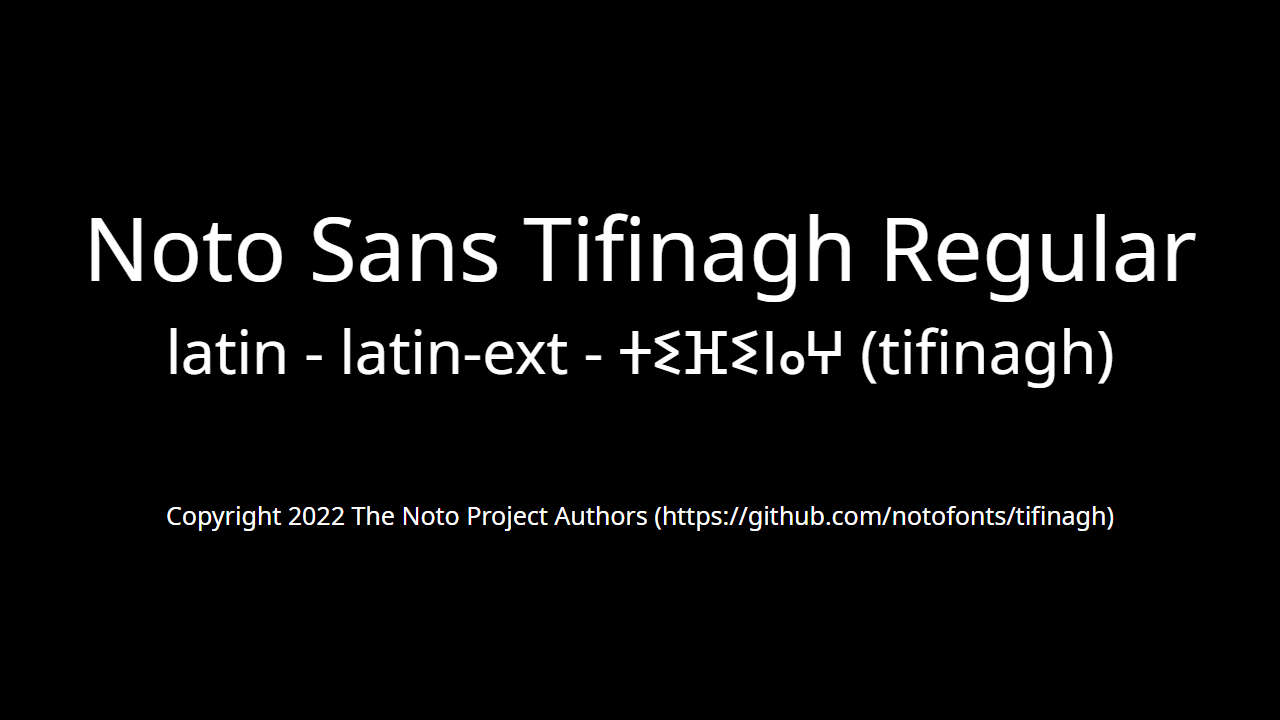 Noto Sans Tifinagh Regular
latin - latin-ext - ⵜⵉⴼⵉⵏⴰⵖ (tifinagh)
Copyright 2022 The Noto Project Authors (https://github.com/notofonts/tifinagh)